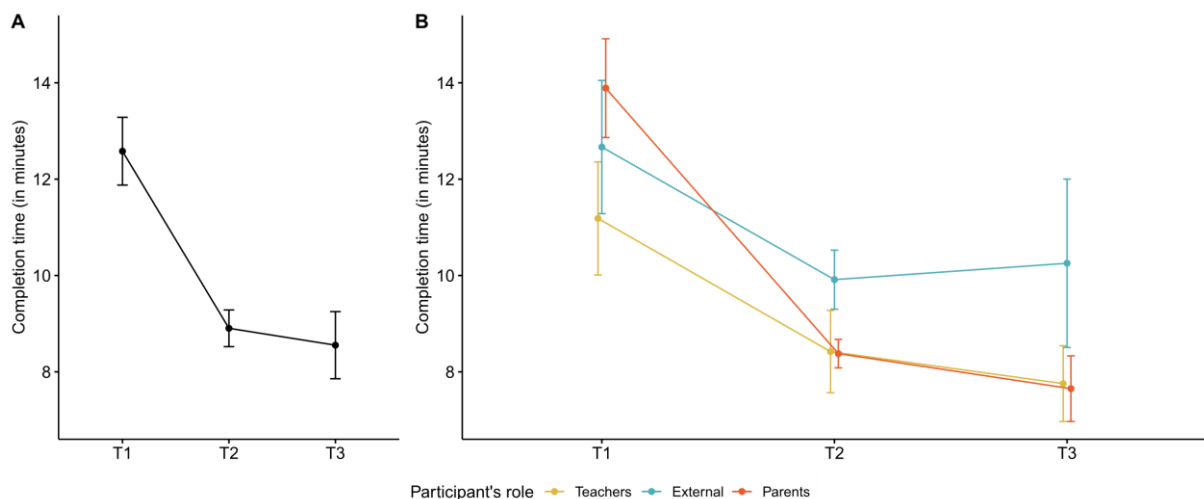 A
B
Completion time (in minutes)
14
12
10
8
T1 T2 T3
Completion time (in minutes)
14
12
10
8
T1 T2 T3
Participant's role Teachers External Parents